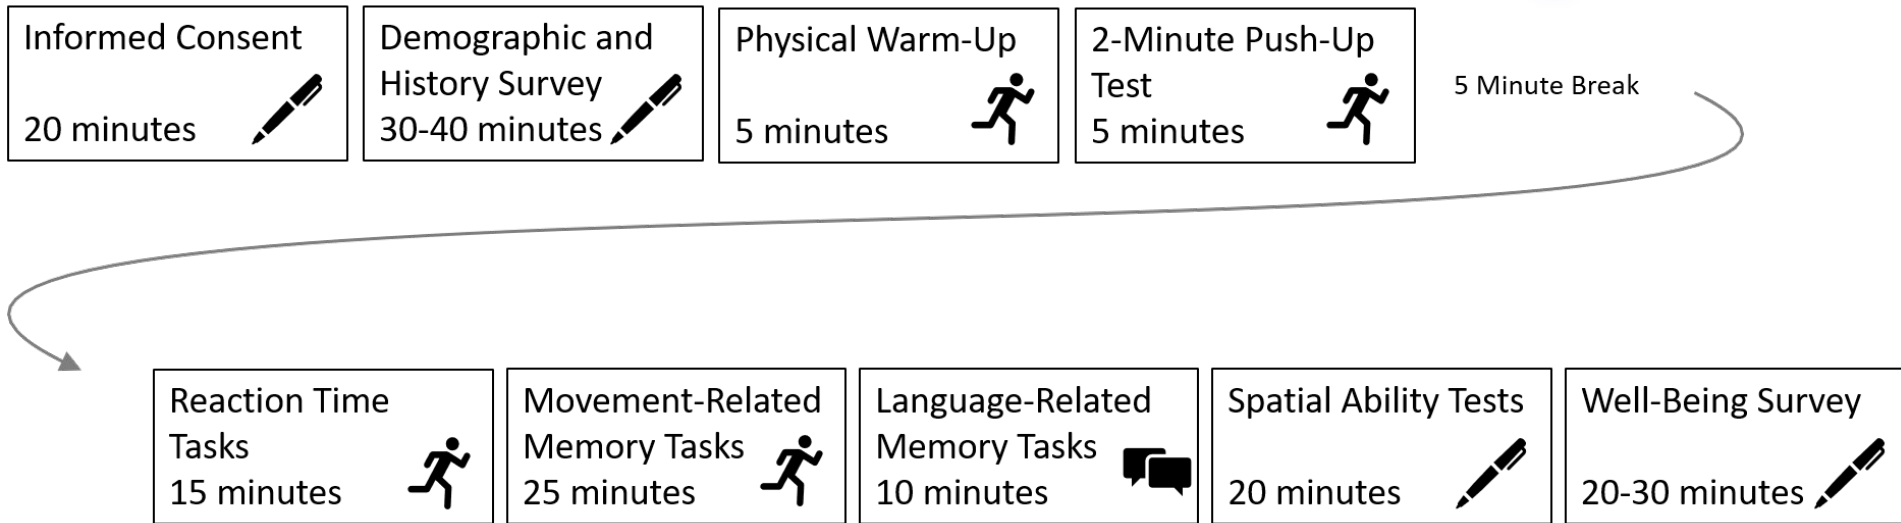 Informed Consent
20 minutes
Demographic and
History Survey
30-40 minutes
Physical Warm-Up
5 minutes
2-Minute Push-Up
Test
5 minutes
5 Minute Break
Reaction Time
Tasks
15 minutes
Movement-Related
Memory Tasks
25 minutes
Language-Related
Memory Tasks
10 minutes
Spatial Ability Tests
20 minutes
Well-Being Survey
20-30 minutes